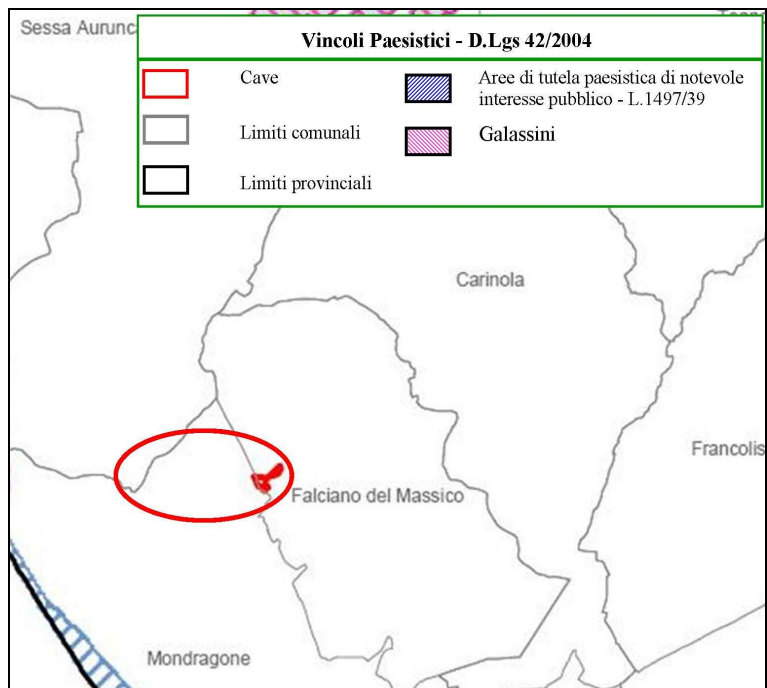 Sessa Aurunc
Vincoli Paesistici - D.Lgs 42/2004
Cave
Limiti comunali
Limiti provinciali
Aree di tutela paesistica di notevole
interesse pubblico - L.1497/39
Galassini
Carinola
Francolis
Falciano del Massico
Mondragone